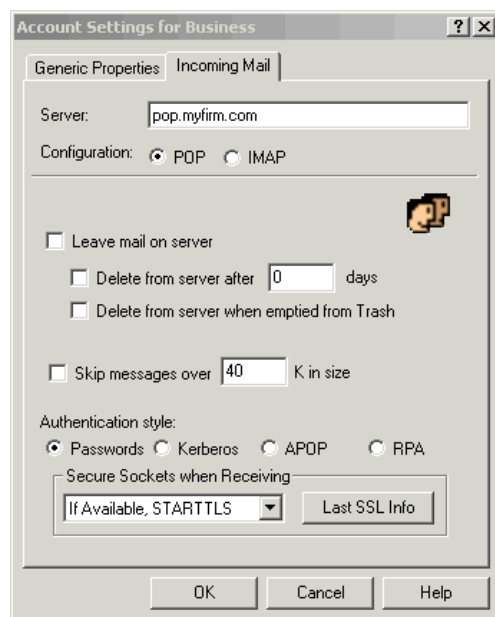 Account Settings for Business
Generic Properties Incoming Mail
Server: pop.myfirm.com
Configuration: POP IMAP
Leave mail on server
Delete from server after 0 days
Delete from server when emptied from Trash
Skip messages over 40 K in size
Authentication style:
Passwords Kerberos APOP RPA
Secure Sockets when Receiving
If Available, STARTTLS Last SSL Info
OK Cancel Help